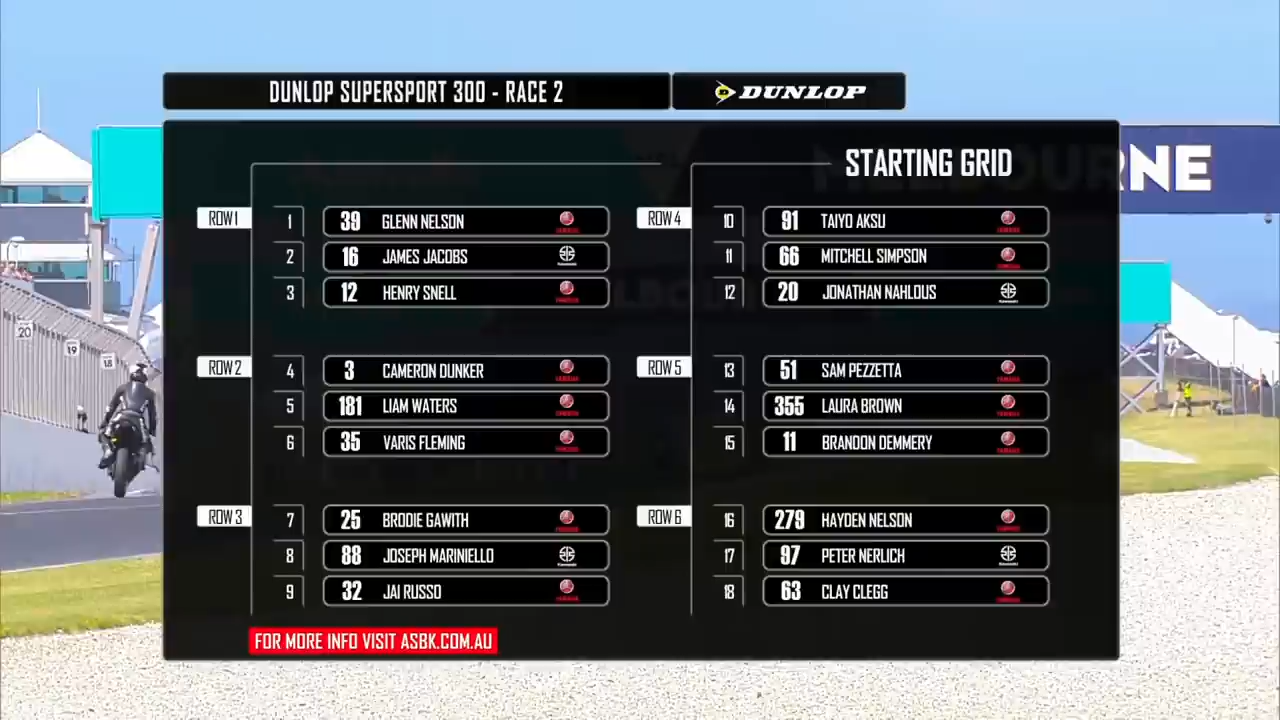 DUNLOP SUPERSPORT 300 - RACE 2
DUNLOP
STARTING GRID
ROW 1
1 39 GLENN NELSON
2 16 JAMES JACOBS
3 12 HENRY SNELL
ROW 2
4 3 CAMERON DUNKER
5 181 LIAM WATERS
6 35 VARIS FLEMING
ROW 3
7 25 BRODIE GAWITH
8 88 JOSEPH MARINIELLO
9 32 JAI RUSSO
ROW 4
10 91 TAIYO AKSU
11 66 MITCHELL SIMPSON
12 20 JONATHAN NAHLOUS
ROW 5
13 51 SAM PEZZETTA
14 355 LAURA BROWN
15 11 BRANDON DEMMERY
ROW 6
16 279 HAYDEN NELSON
17 97 PETER NERLICH
18 63 CLAY CLEGG
FOR MORE INFO VISIT ASBK.COM.AU
MELBOURNE
20
19
18